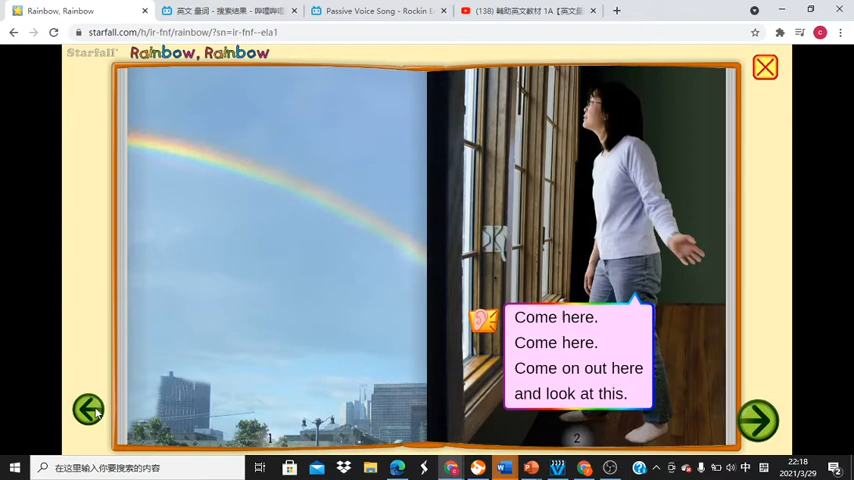 Rainbow, Rainbow
英文 量词 - 搜索结果 - 哔哩哔哩
Passive Voice Song - Rockin E
(138) 輔助英文教材 1A【英文
starfall.com/h/ir-fnf/rainbow/?sn=ir-fnf--ela1
C
Starfall
Rainbow, Rainbow
Come here.
Come here.
Come on out here
and look at this.
1
2
在这里输入你要搜索的内容
中
22:18
2021/3/29
2